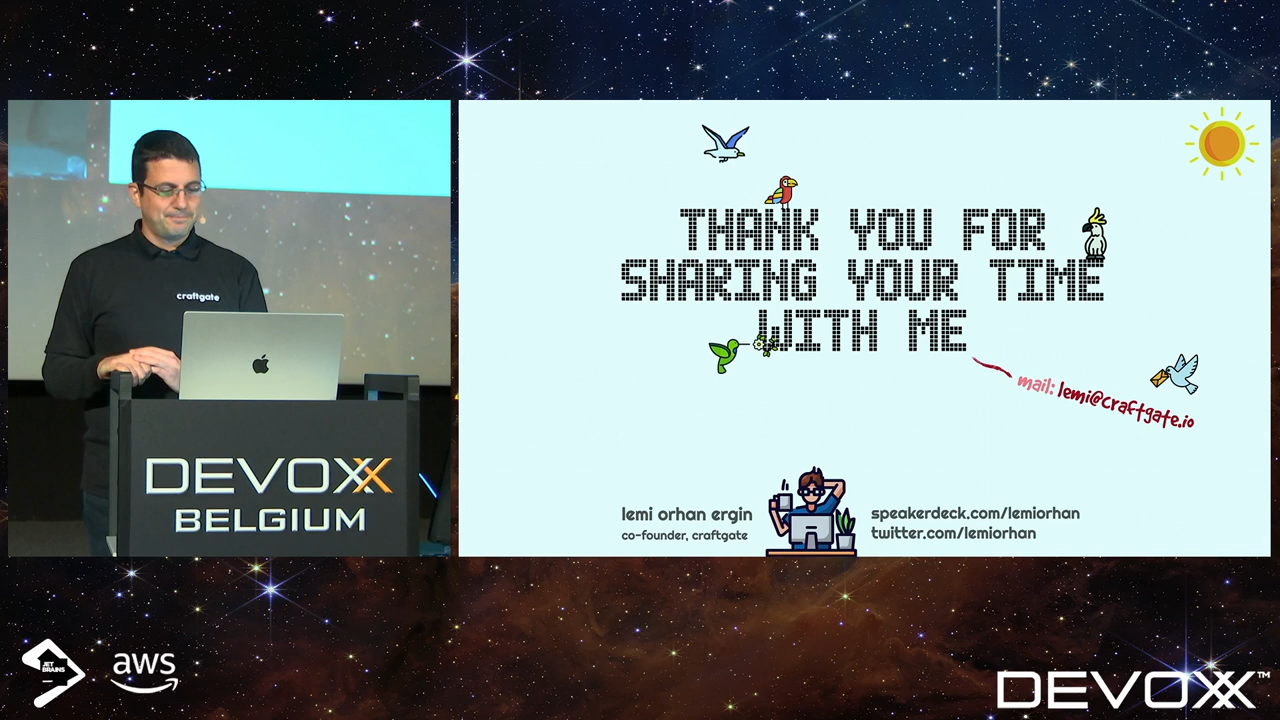 craftgate
DEVOXX
BELGIUM
THANK YOU FOR
SHARING YOUR TIME
WITH ME
mail: lemi@craftgate.io
lemi orhan ergin
co-founder, craftgate
speakerdeck.com/lemiorhan
twitter.com/lemiorhan
JET
BRAINS
aws
DEVOXX™